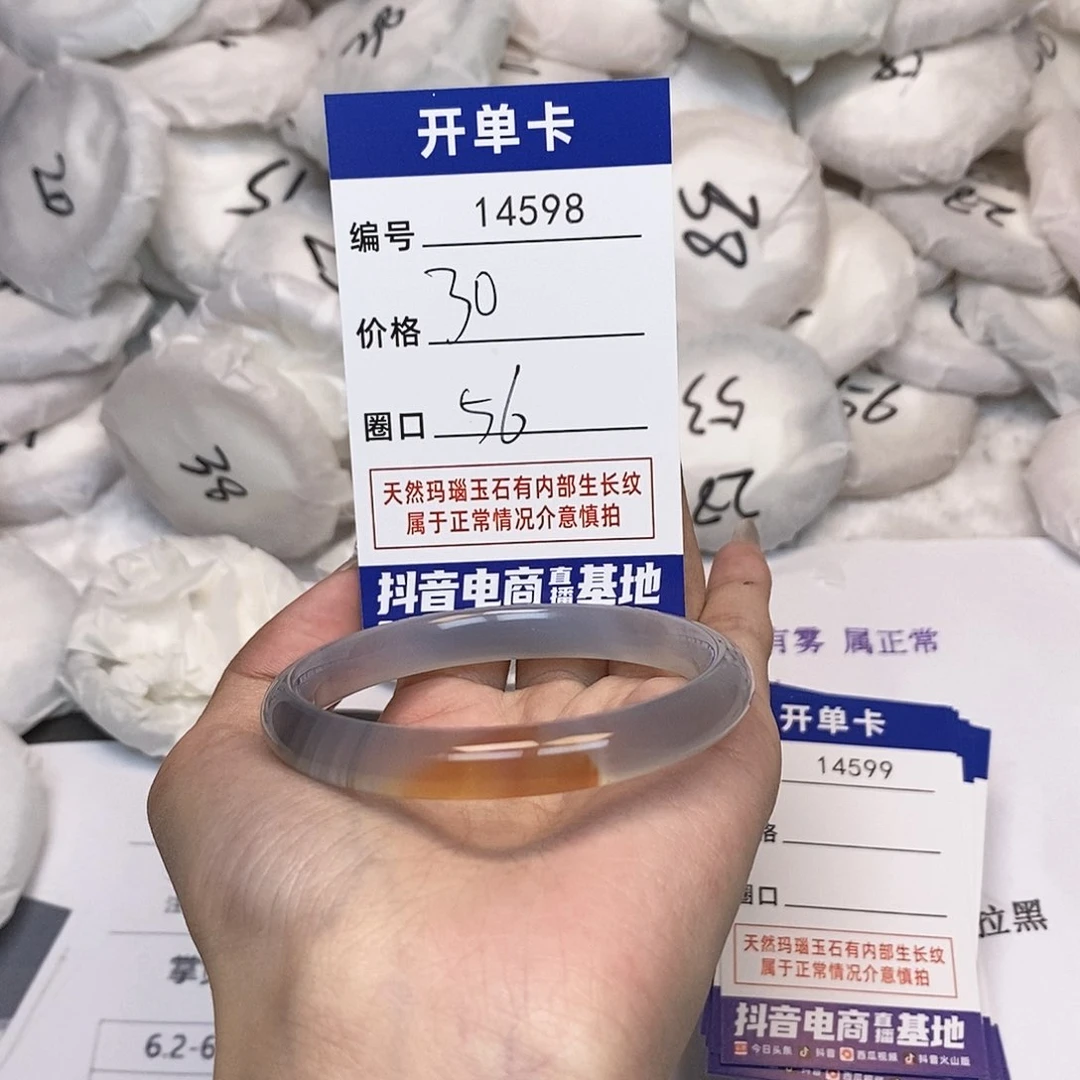 开单卡
编号 14598
价格 30
圈口 56
天然玛瑙玉石有内部生长纹
属于正常情况介意慎拍
抖音电商直播基地
38
38
53
有雾 属正常
开单卡
14599
格
圈口
天然玛瑙玉石有内部生长纹
属于正常情况介意慎拍
抖音电商直播基地
今日头条 抖音 西瓜视频 抖音火山版
拉黑
掌
6.2-6